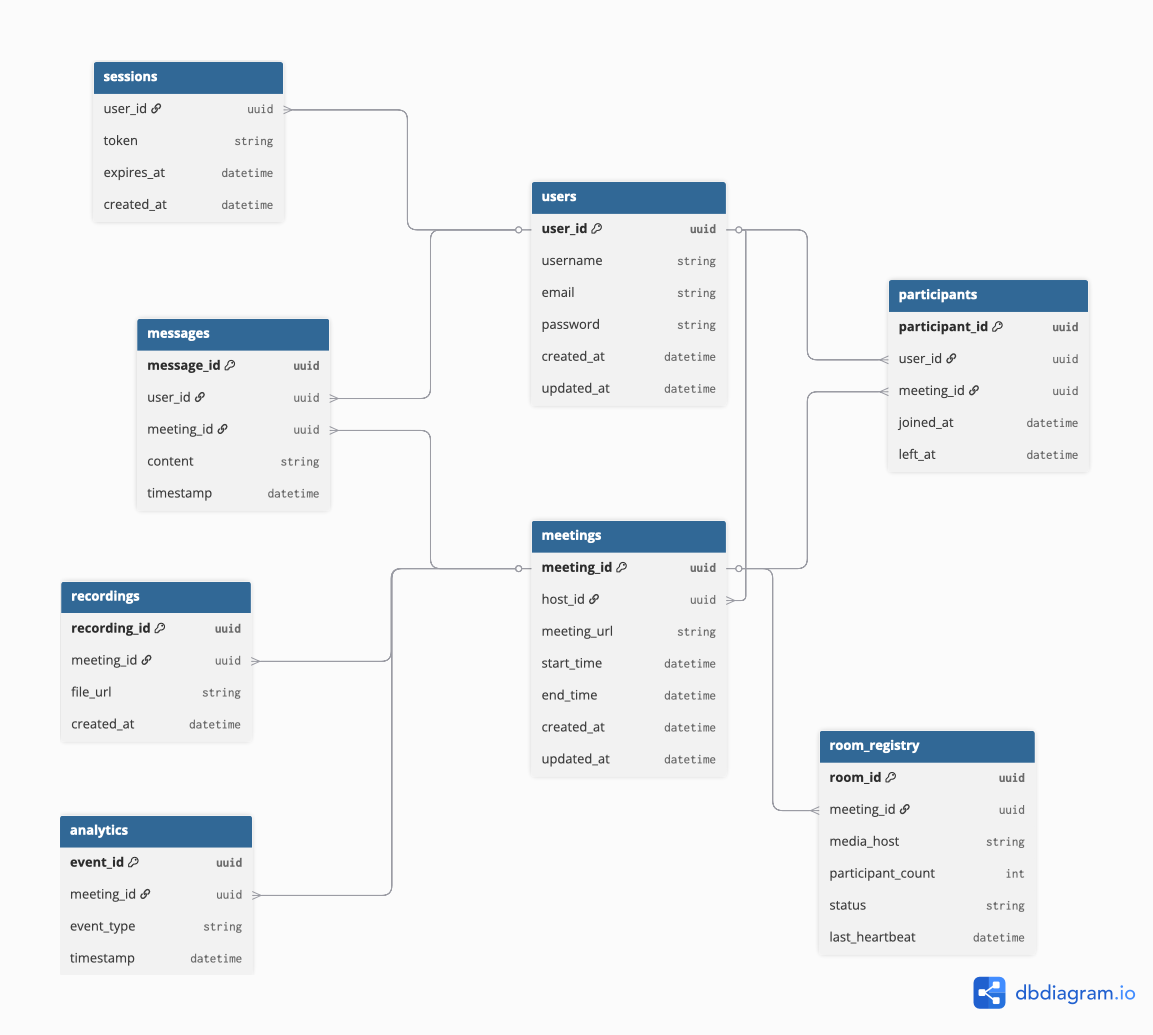 sessions
user_id uuid
token string
expires_at datetime
created_at datetime
users
user_id uuid
username string
email string
password string
created_at datetime
updated_at datetime
participants
participant_id uuid
user_id uuid
meeting_id uuid
joined_at datetime
left_at datetime
messages
message_id uuid
user_id uuid
meeting_id uuid
content string
timestamp datetime
meetings
meeting_id uuid
host_id uuid
meeting_url string
start_time datetime
end_time datetime
created_at datetime
updated_at datetime
recordings
recording_id uuid
meeting_id uuid
file_url string
created_at datetime
room_registry
room_id uuid
meeting_id uuid
media_host string
participant_count int
status string
last_heartbeat datetime
analytics
event_id uuid
meeting_id uuid
event_type string
timestamp datetime
dbdiagram.io